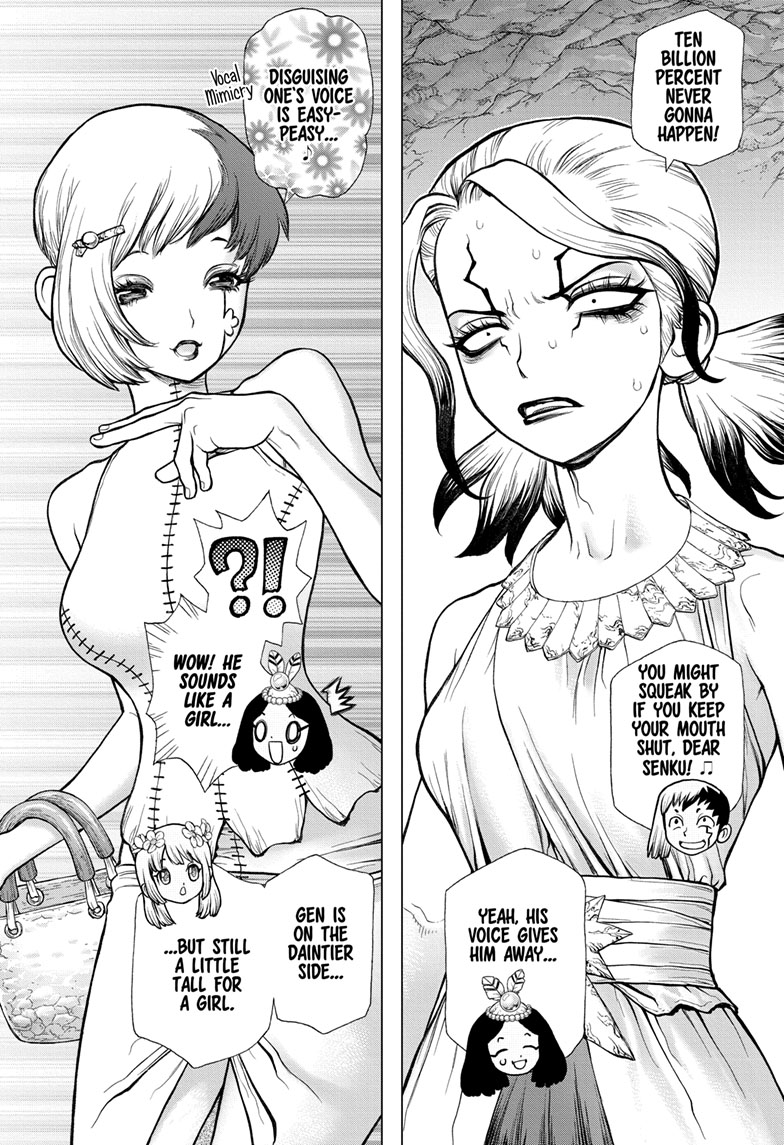 TEN
BILLION
PERCENT
NEVER
GONNA
HAPPEN!
YOU MIGHT
SQUEAK BY
IF YOU KEEP
YOUR MOUTH
SHUT, DEAR
SENKU! ♫
YEAH, HIS
VOICE GIVES
HIM AWAY...
Vocal
Mimicry
DISGUISING
ONE'S VOICE
IS EASY-
PEASY...
♪
?!
WOW! HE
SOUNDS
LIKE A
GIRL...
GEN IS
ON THE
DAINTIER
SIDE...
...BUT STILL
A LITTLE
TALL FOR
A GIRL.